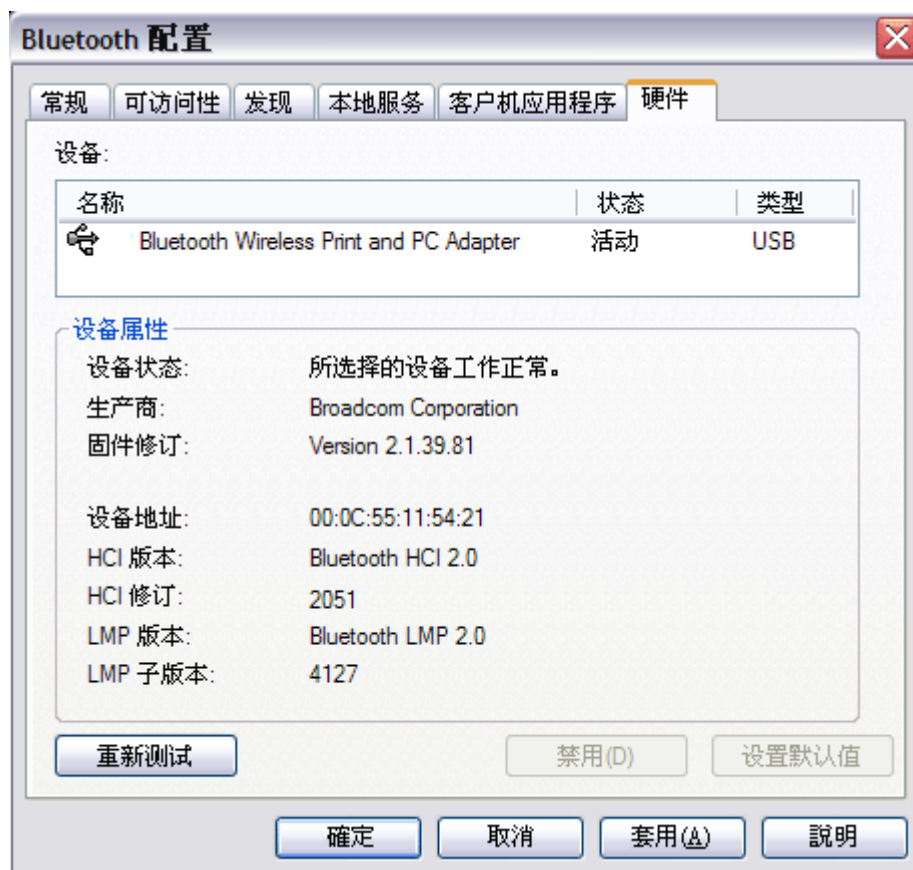 Bluetooth 配置
常规 可访问性 发现 本地服务 客户机应用程序 硬件
设备:
名称 状态 类型
Bluetooth Wireless Print and PC Adapter 活动 USB
设备属性
设备状态: 所选择的设备工作正常。
生产商: Broadcom Corporation
固件修订: Version 2.1.39.81
设备地址: 00:0C:55:11:54:21
HCI 版本: Bluetooth HCI 2.0
HCI 修订: 2051
LMP 版本: Bluetooth LMP 2.0
LMP 子版本: 4127
重新测试 禁用(D) 设置默认值
確定 取消 套用(A) 說明